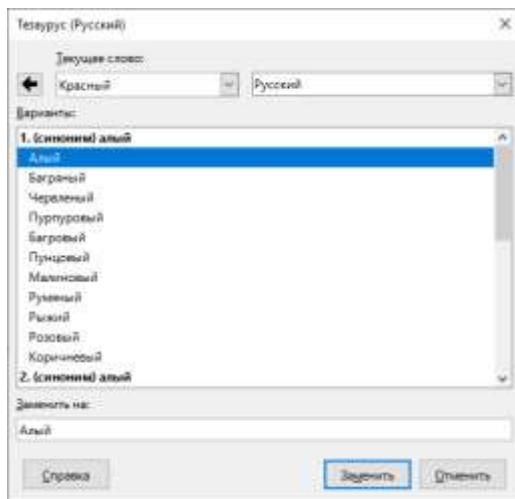 Тезаурус (Русский)
Текущее слово:
Красный
Русский
Варианты:
1. (синоним) алый
Алый
Багряный
Червленый
Пурпуровый
Багровый
Пунцовый
Малиновый
Румяный
Рыжий
Розовый
Коричневый
2. (синоним) алый
Заменить на:
Алый
Справка
Заменить
Отменить